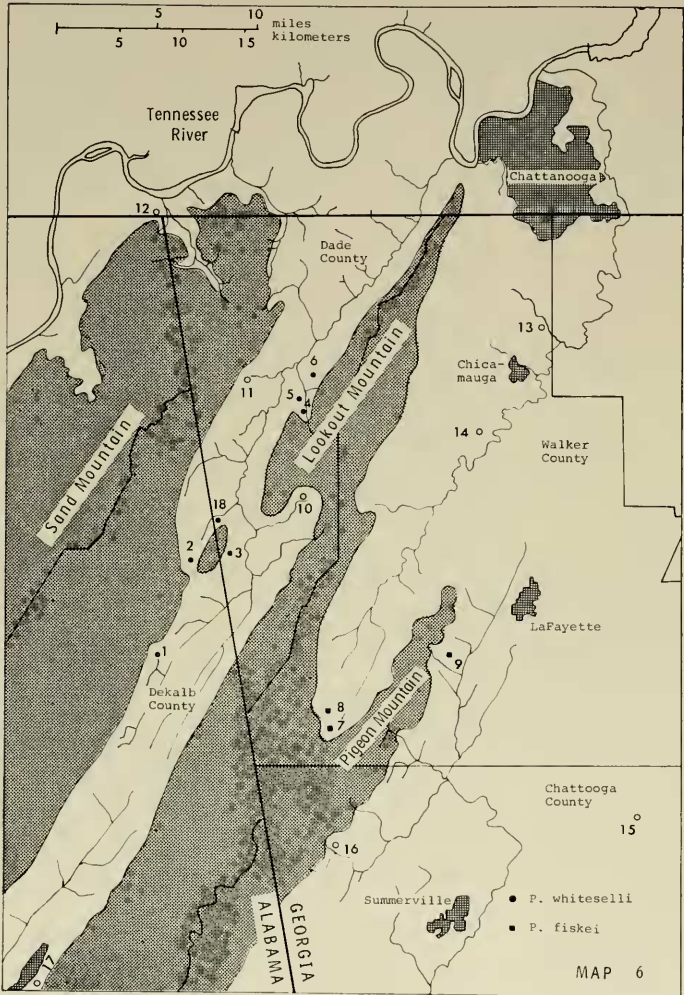 5 10 miles
5 10 15 kilometers
Tennessee
River
Chattanooga
12
Dade
County
13
6
Chica-
mauga
11
5
4
Lookout Mountain
14
Walker
County
Sand Mountain
10
18
2
3
LaFayette
1
9
Dekalb
County
8
7
Pigeon Mountain
Chattooga
County
15
16
Summerville
P. whiteselli
P. fiskei
ALABAMA
GEORGIA
17
MAP 6